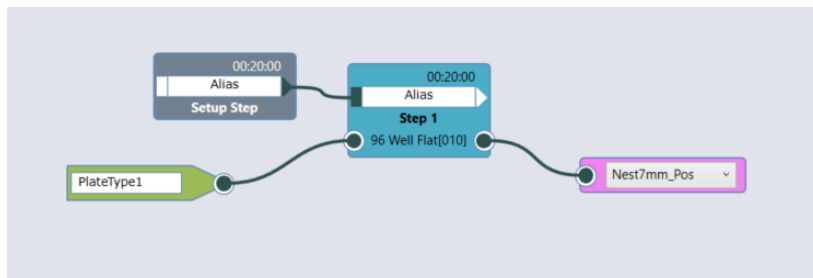 00:20:00
Alias
Setup Step
00:20:00
Alias
Step 1
96 Well Flat[010]
PlateType1
Nest7mm_Pos